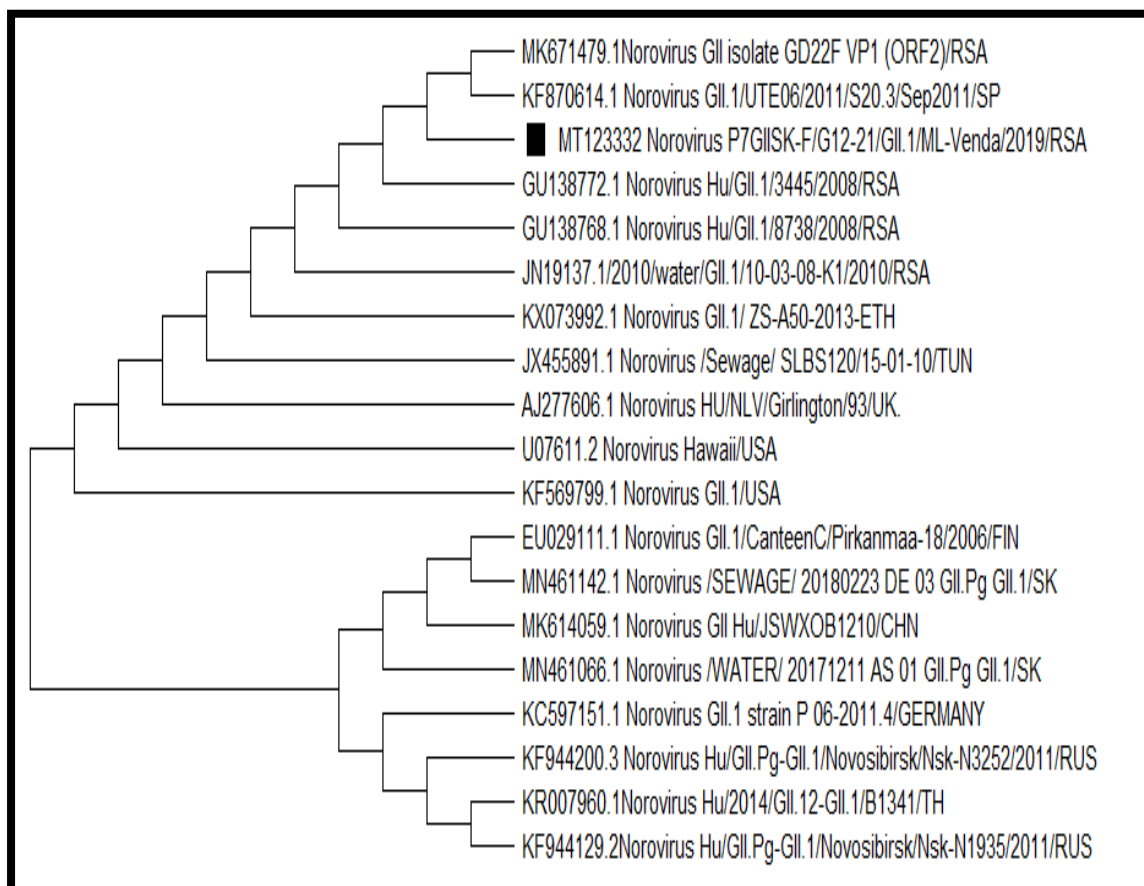 MK671479.1Norovirus GII isolate GD22F VP1 (ORF2)/RSA
KF870614.1 Norovirus GII.1/UTE06/2011/S20.3/Sep2011/SP
MT123332 Norovirus P7GIISK-F/G12-21/GII.1/ML-Venda/2019/RSA
GU138772.1 Norovirus Hu/GII.1/3445/2008/RSA
GU138768.1 Norovirus Hu/GII.1/8738/2008/RSA
JN19137.1/2010/water/GII.1/10-03-08-K1/2010/RSA
KX073992.1 Norovirus GII.1/ ZS-A50-2013-ETH
JX455891.1 Norovirus /Sewage/ SLBS120/15-01-10/TUN
AJ277606.1 Norovirus HU/NLV/Girlington/93/UK.
U07611.2 Norovirus Hawaii/USA
KF569799.1 Norovirus GII.1/USA
EU029111.1 Norovirus GII.1/CanteenC/Pirkanmaa-18/2006/FIN
MN461142.1 Norovirus /SEWAGE/ 20180223 DE 03 GII.Pg GII.1/SK
MK614059.1 Norovirus GII Hu/JSWXOB1210/CHN
MN461066.1 Norovirus /WATER/ 20171211 AS 01 GII.Pg GII.1/SK
KC597151.1 Norovirus GII.1 strain P 06-2011.4/GERMANY
KF944200.3 Norovirus Hu/GII.Pg-GII.1/Novosibirsk/Nsk-N3252/2011/RUS
KR007960.1Norovirus Hu/2014/GII.12-GII.1/B1341/TH
KF944129.2Norovirus Hu/GII.Pg-GII.1/Novosibirsk/Nsk-N1935/2011/RUS